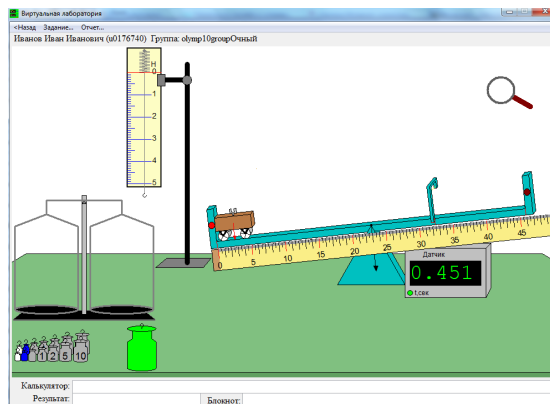 Виртуальная лаборатория
<Назад Задание... Отчет...
Иванов Иван Иванович (u0176740) Группа: olymp10groupОчный
H
0
1
2
3
4
5
0 5 10 15 20 25 30 35 40 45
Датчик
0.451
t,сек
1 2 5 10
Калькулятор:
Результат: Блокнот: